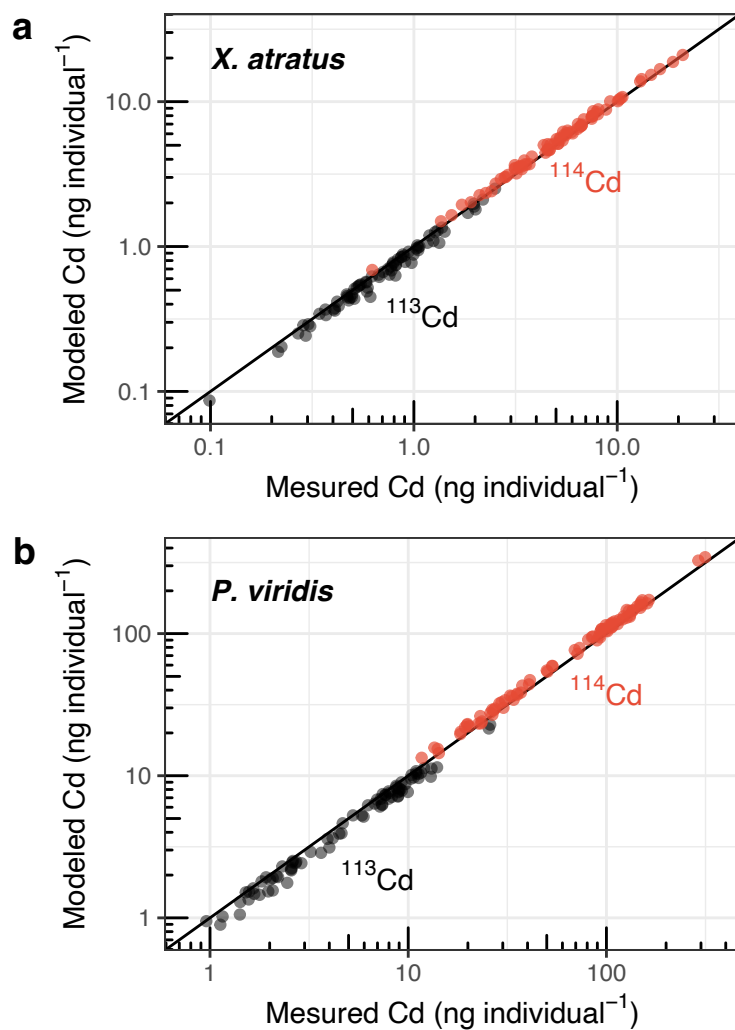 a
X. atratus
10.0
1.0
0.1
Modeled Cd (ng individual⁻¹)
¹¹⁴Cd
¹¹³Cd
0.1 1.0 10.0
Mesured Cd (ng individual⁻¹)
b
P. viridis
100
10
1
Modeled Cd (ng individual⁻¹)
¹¹⁴Cd
¹¹³Cd
1 10 100
Mesured Cd (ng individual⁻¹)